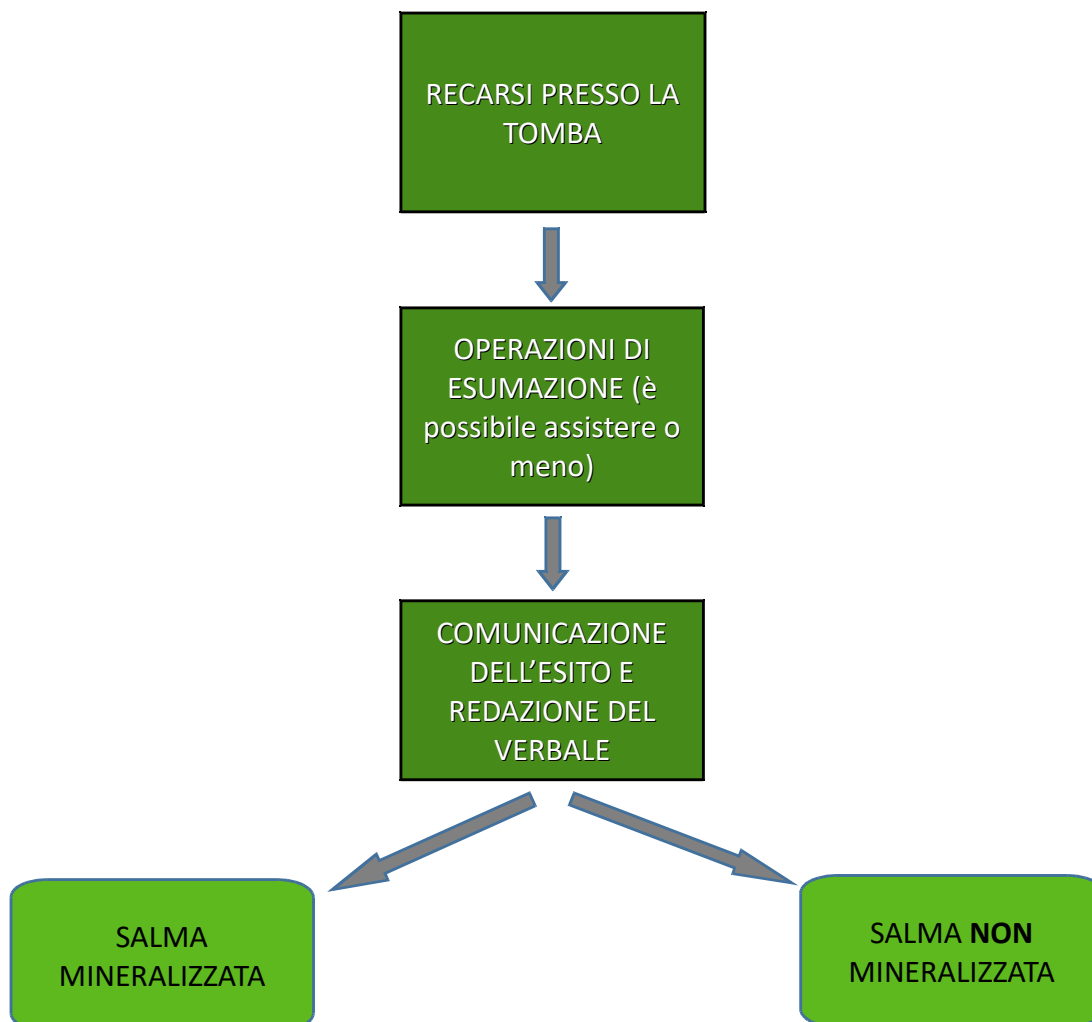 RECARSI PRESSO LA
TOMBA
OPERAZIONI DI
ESUMAZIONE (è
possibile assistere o
meno)
COMUNICAZIONE
DELL’ESITO E
REDAZIONE DEL
VERBALE
SALMA
MINERALIZZATA
SALMA NON
MINERALIZZATA